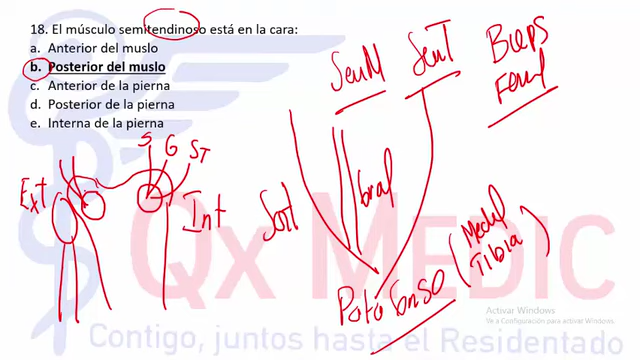 18. El músculo semitendinoso está en la cara:
a. Anterior del muslo
b. Posterior del muslo
c. Anterior de la pierna
d. Posterior de la pierna
e. Interna de la pierna
SemM SemT Biceps
Feml
S G ST
Ext Int
Sart Graf
Pata Ganso (Medial
Tibia)
Qx MEDIC
Activar Windows
Ve a Configuración para activar Windows.
Contigo, juntos hasta el Residentado